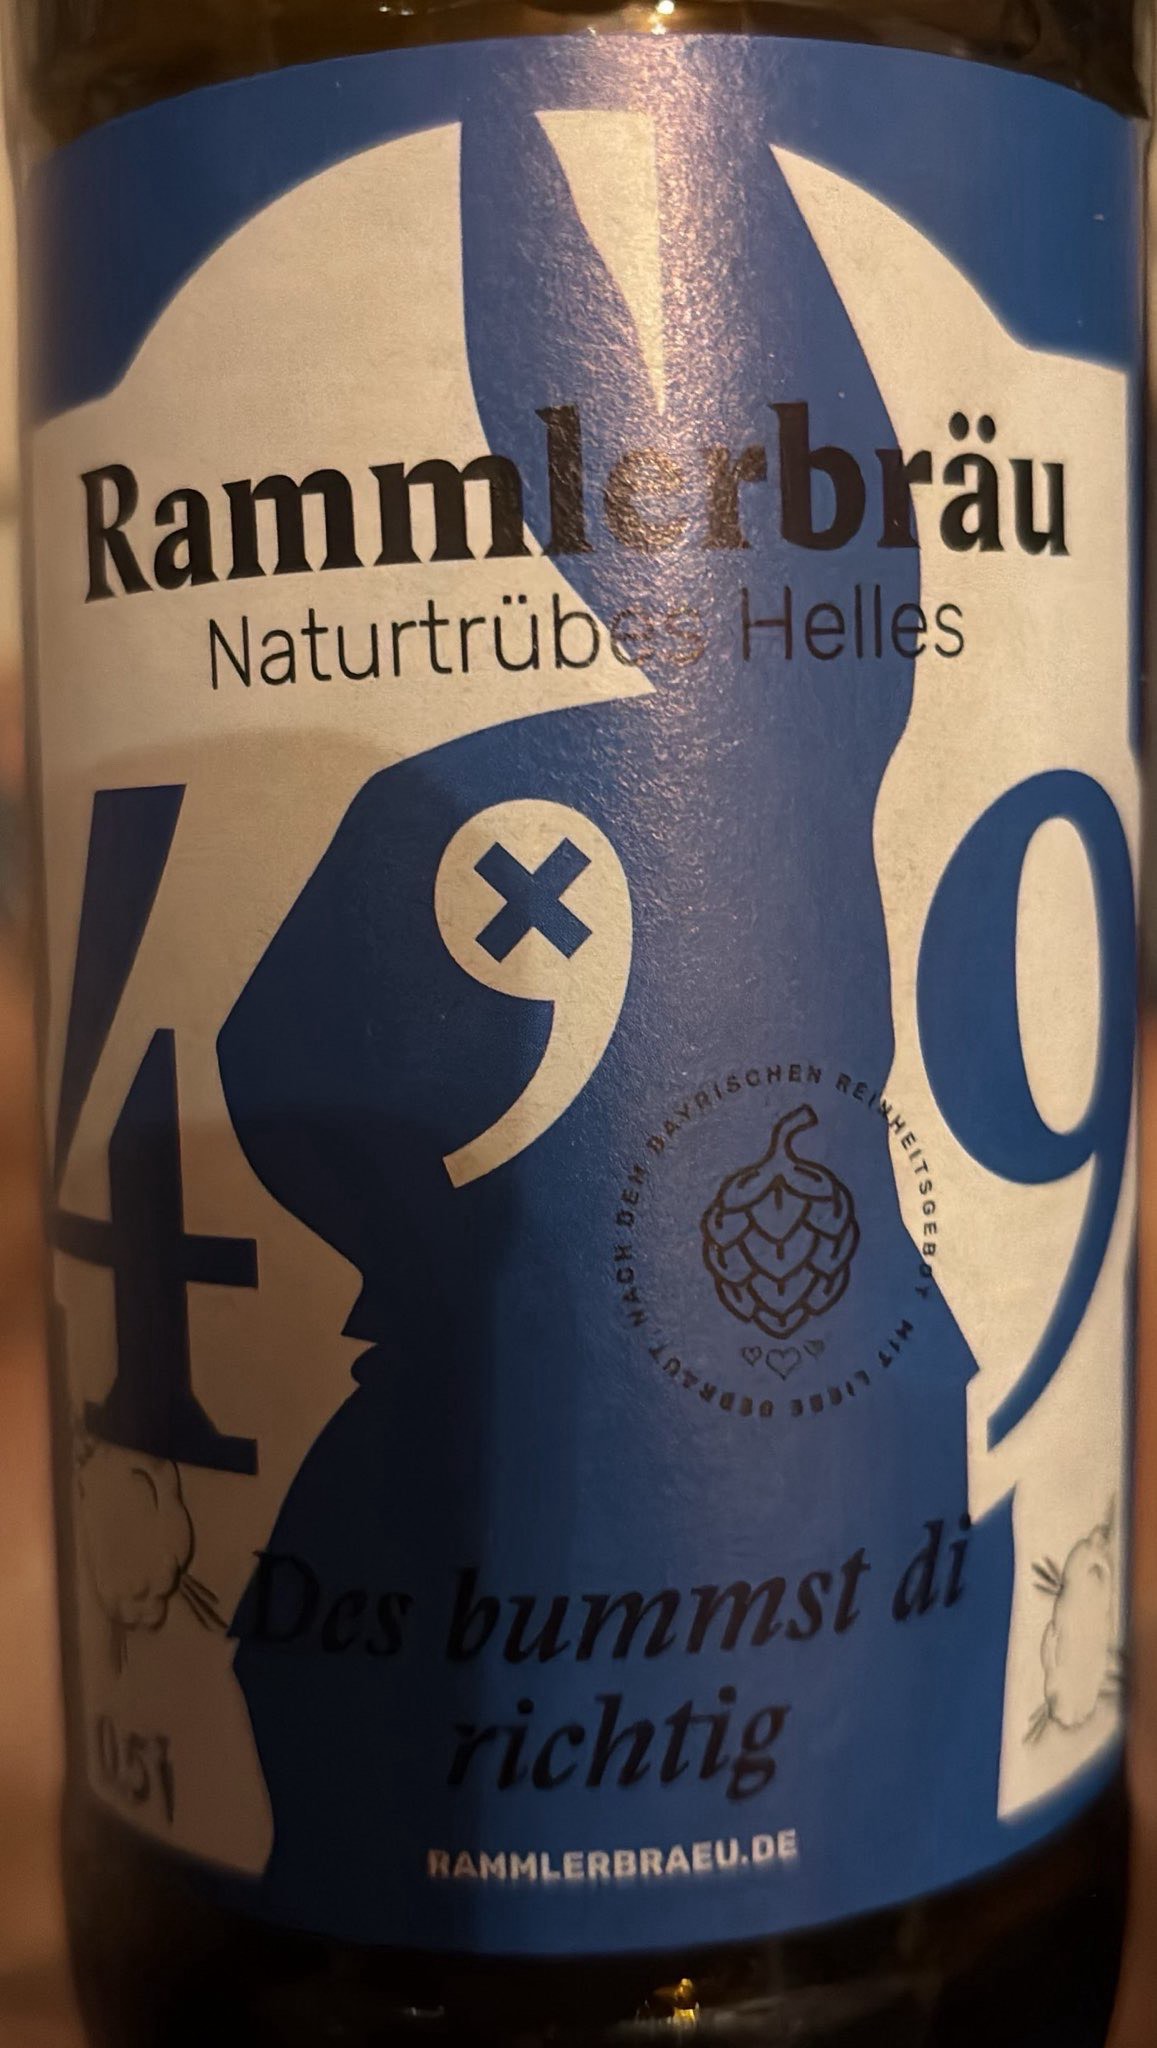 Rammlerbräu
Naturtrübes Helles
4,9
NACH DEM BAYRISCHEN REINHEITSGEBOT MIT LIEBE GEBRAUT.
Des bummst di
richtig
0,5l
RAMMLERBRAEU.DE